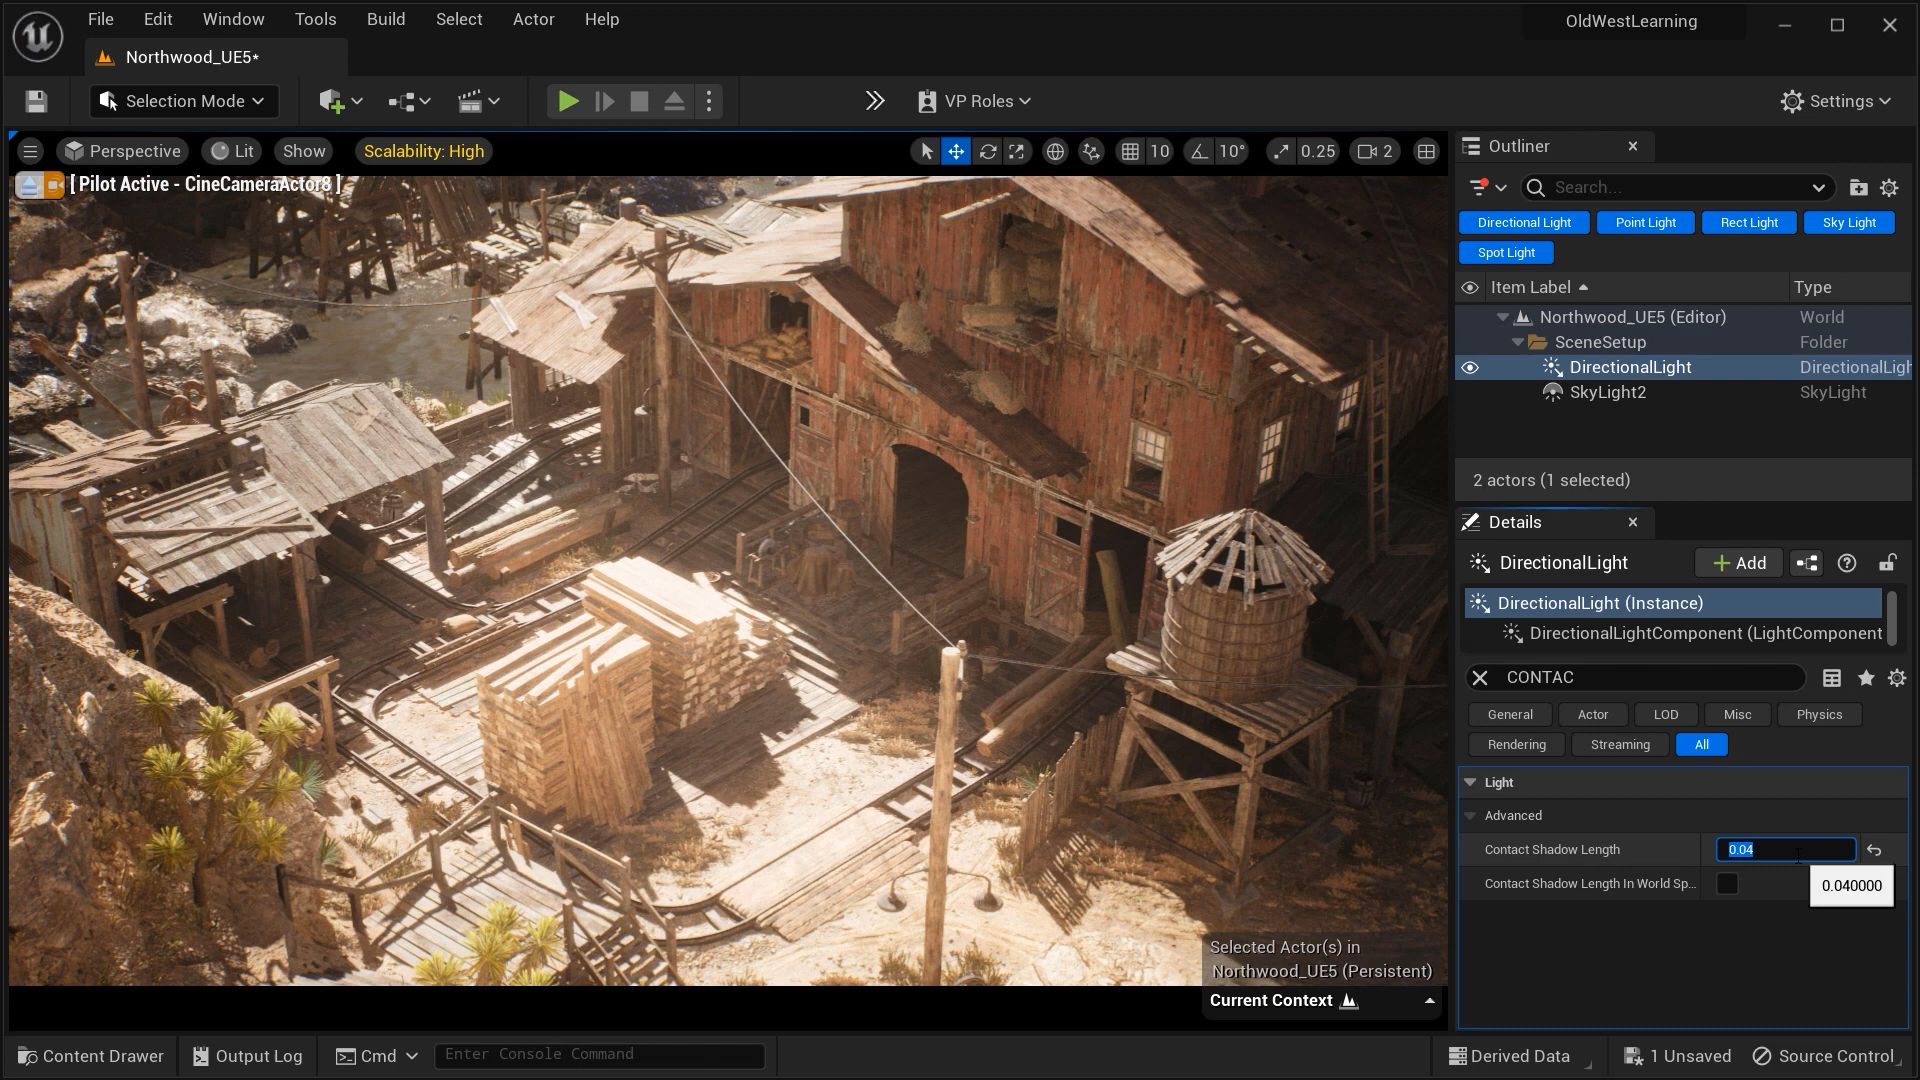 File Edit Window Tools Build Select Actor Help
OldWestLearning
Northwood_UE5*
Selection Mode
VP Roles
Settings
Perspective Lit Show Scalability: High 10 10° 0.25 2
[ Pilot Active - CineCameraActor8 ]
Outliner
Search...
Directional Light Point Light Rect Light Sky Light
Spot Light
Item Label Type
Northwood_UE5 (Editor) World
SceneSetup Folder
DirectionalLight DirectionalLigh
SkyLight2 SkyLight
2 actors (1 selected)
Details
DirectionalLight Add
DirectionalLight (Instance)
DirectionalLightComponent (LightComponent
CONTAC
General Actor LOD Misc Physics
Rendering Streaming All
Light
Advanced
Contact Shadow Length 0.04
Contact Shadow Length In World Sp...
0.040000
Selected Actor(s) in
Northwood_UE5 (Persistent)
Current Context
Content Drawer Output Log Cmd Enter Console Command
Derived Data 1 Unsaved Source Control